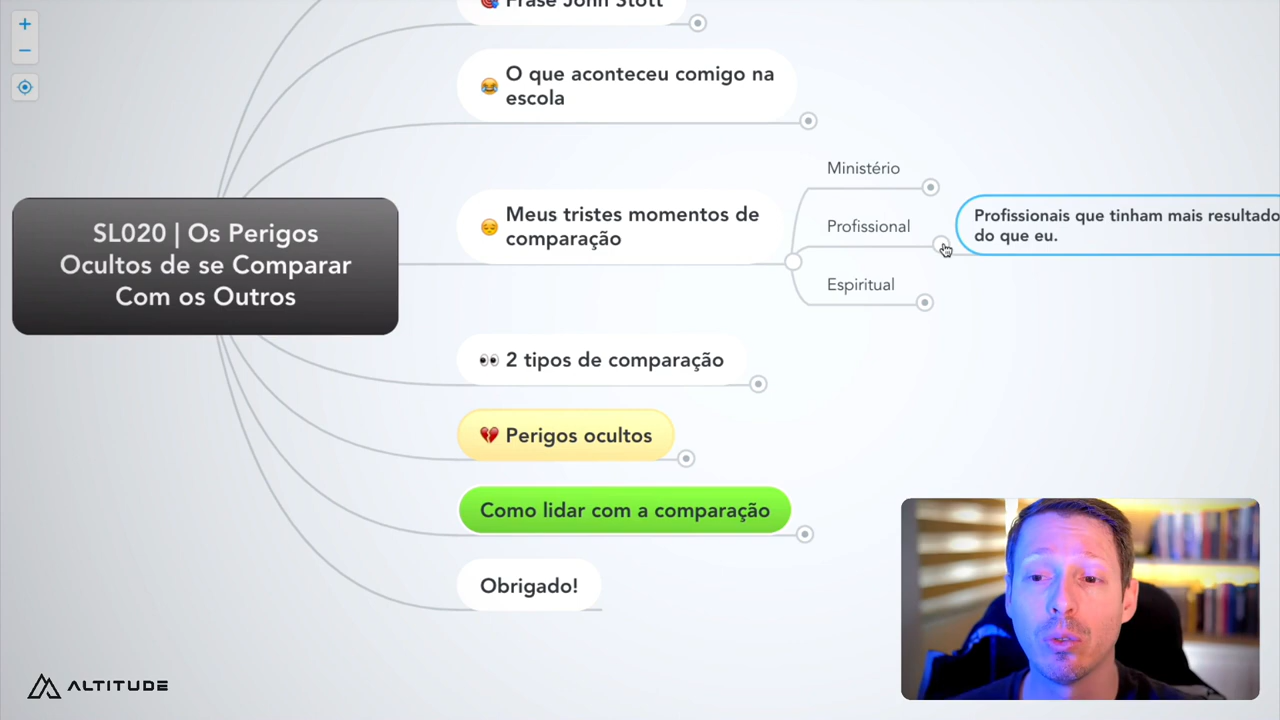 Frase John Stott
O que aconteceu comigo na
escola
Ministério
Profissionais que tinham mais resultado
do que eu.
Profissional
Meus tristes momentos de
comparação
SL020 | Os Perigos
Ocultos de se Comparar
Com os Outros
Espiritual
2 tipos de comparação
Perigos ocultos
Como lidar com a comparação
Obrigado!
ALTITUDE